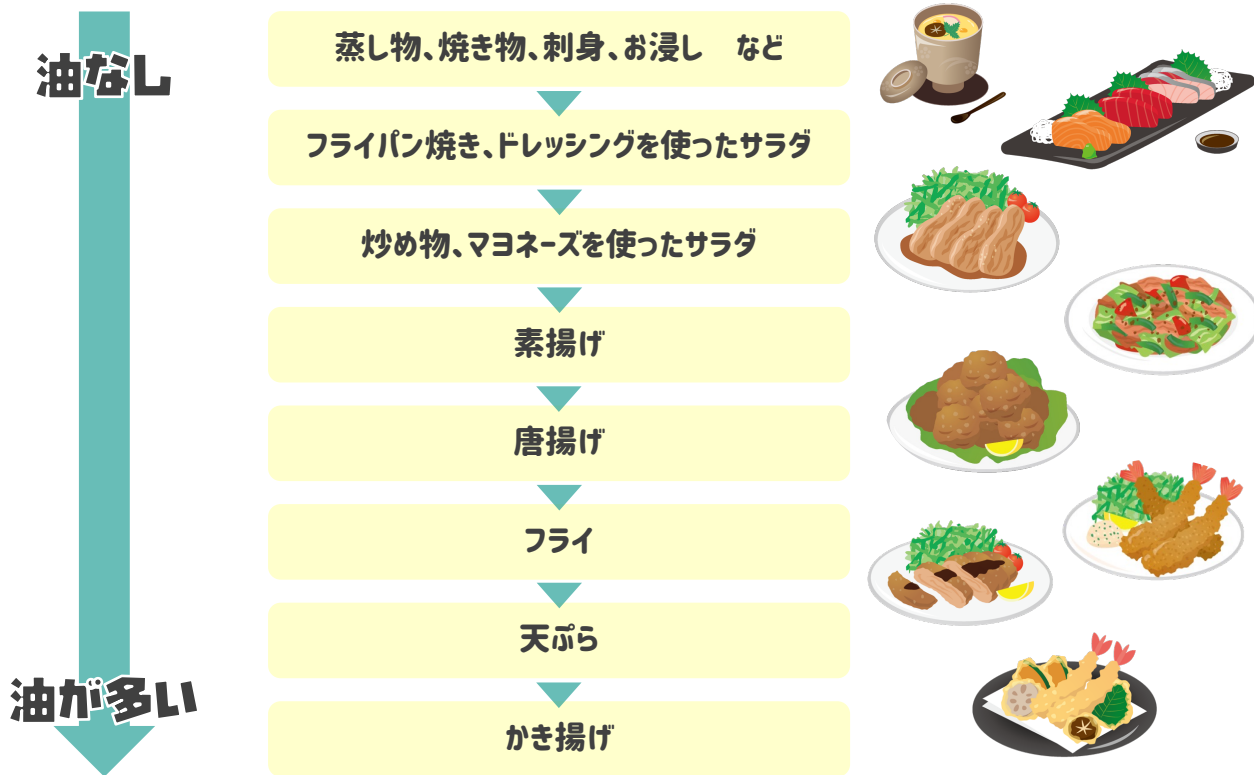 油なし
蒸し物、焼き物、刺身、お浸し　など
フライパン焼き、ドレッシングを使ったサラダ
炒め物、マヨネーズを使ったサラダ
素揚げ
唐揚げ
フライ
天ぷら
油が多い
かき揚げ